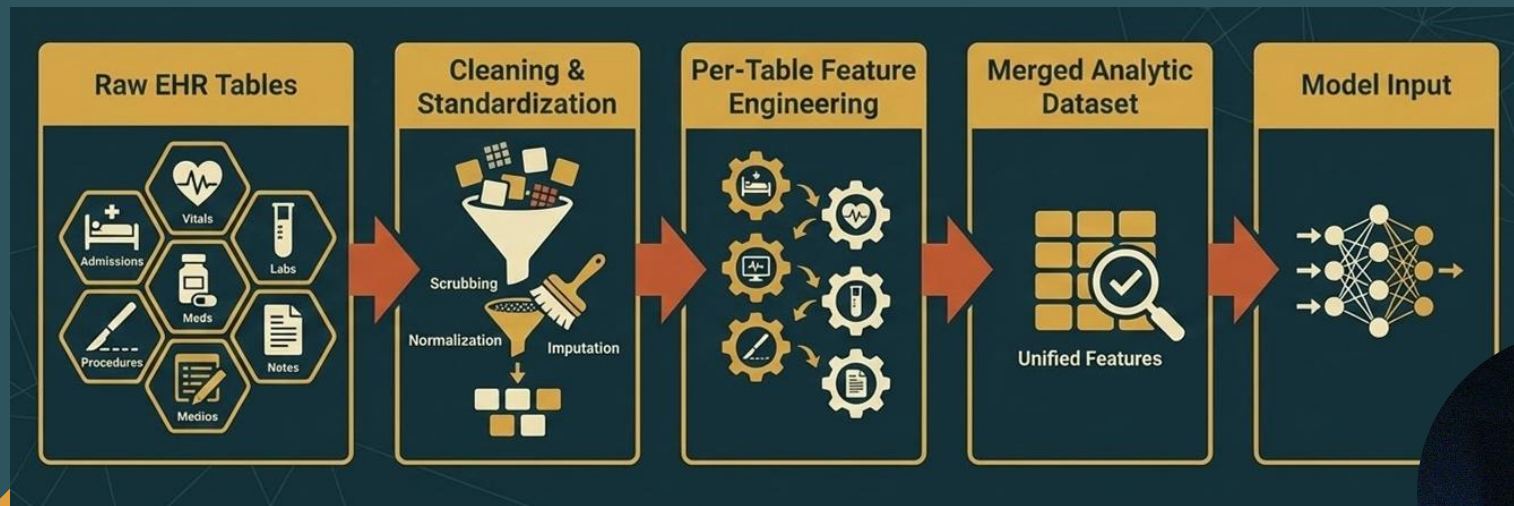 Raw EHR Tables
Vitals
Admissions
Labs
Meds
Procedures
Notes
Medios
Cleaning &
Standardization
Scrubbing
Normalization
Imputation
Per-Table Feature
Engineering
Merged Analytic
Dataset
Unified Features
Model Input